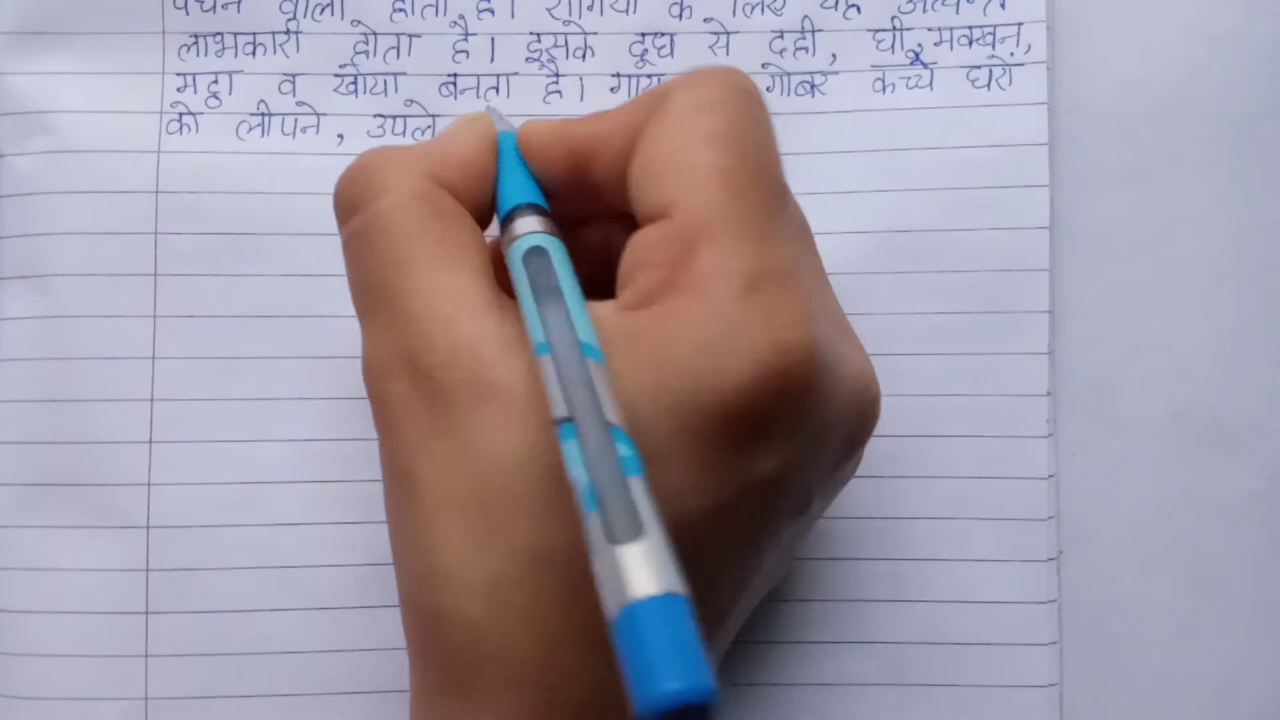 पचने वाला होता है। रोगियों के लिए यह अत्यन्त
लाभकारी होता है। इसके दूध से दही, घी, मक्खन,
मट्ठा व खोया बनता है। गाय गोबर कच्चे घरों
को लीपने, उपले